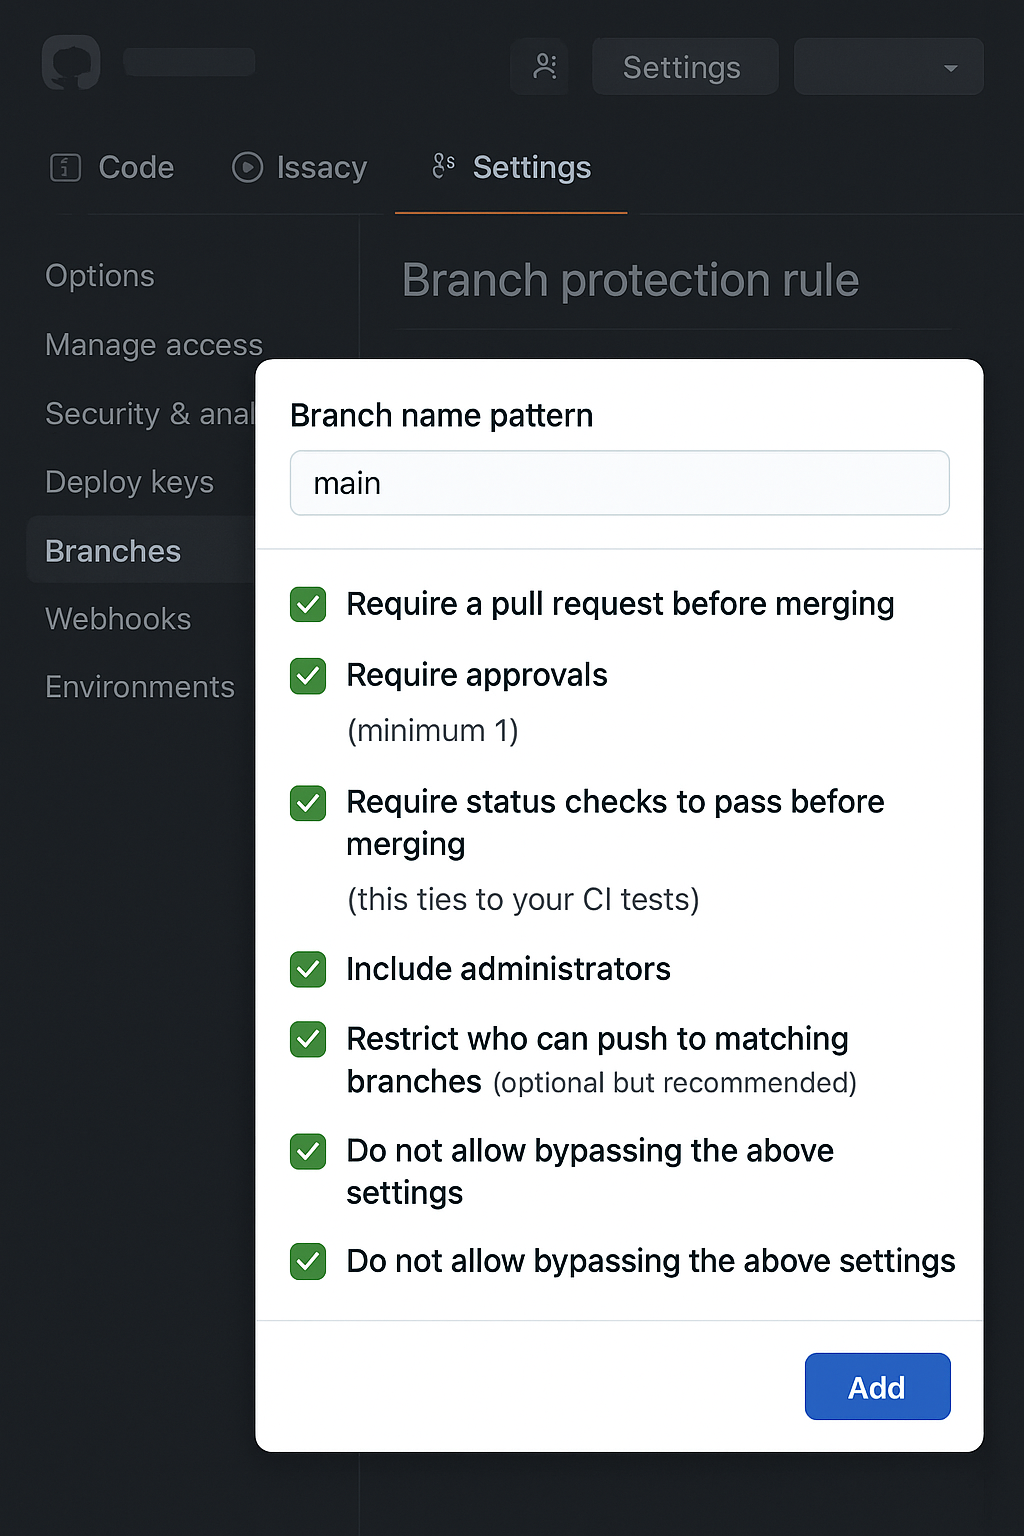 Settings
Code
Issacy
Settings
Options
Manage access
Security & anal
Deploy keys
Branches
Webhooks
Environments
Branch protection rule
Branch name pattern
main
Require a pull request before merging
Require approvals
(minimum 1)
Require status checks to pass before
merging
(this ties to your CI tests)
Include administrators
Restrict who can push to matching
branches (optional but recommended)
Do not allow bypassing the above
settings
Do not allow bypassing the above settings
Add